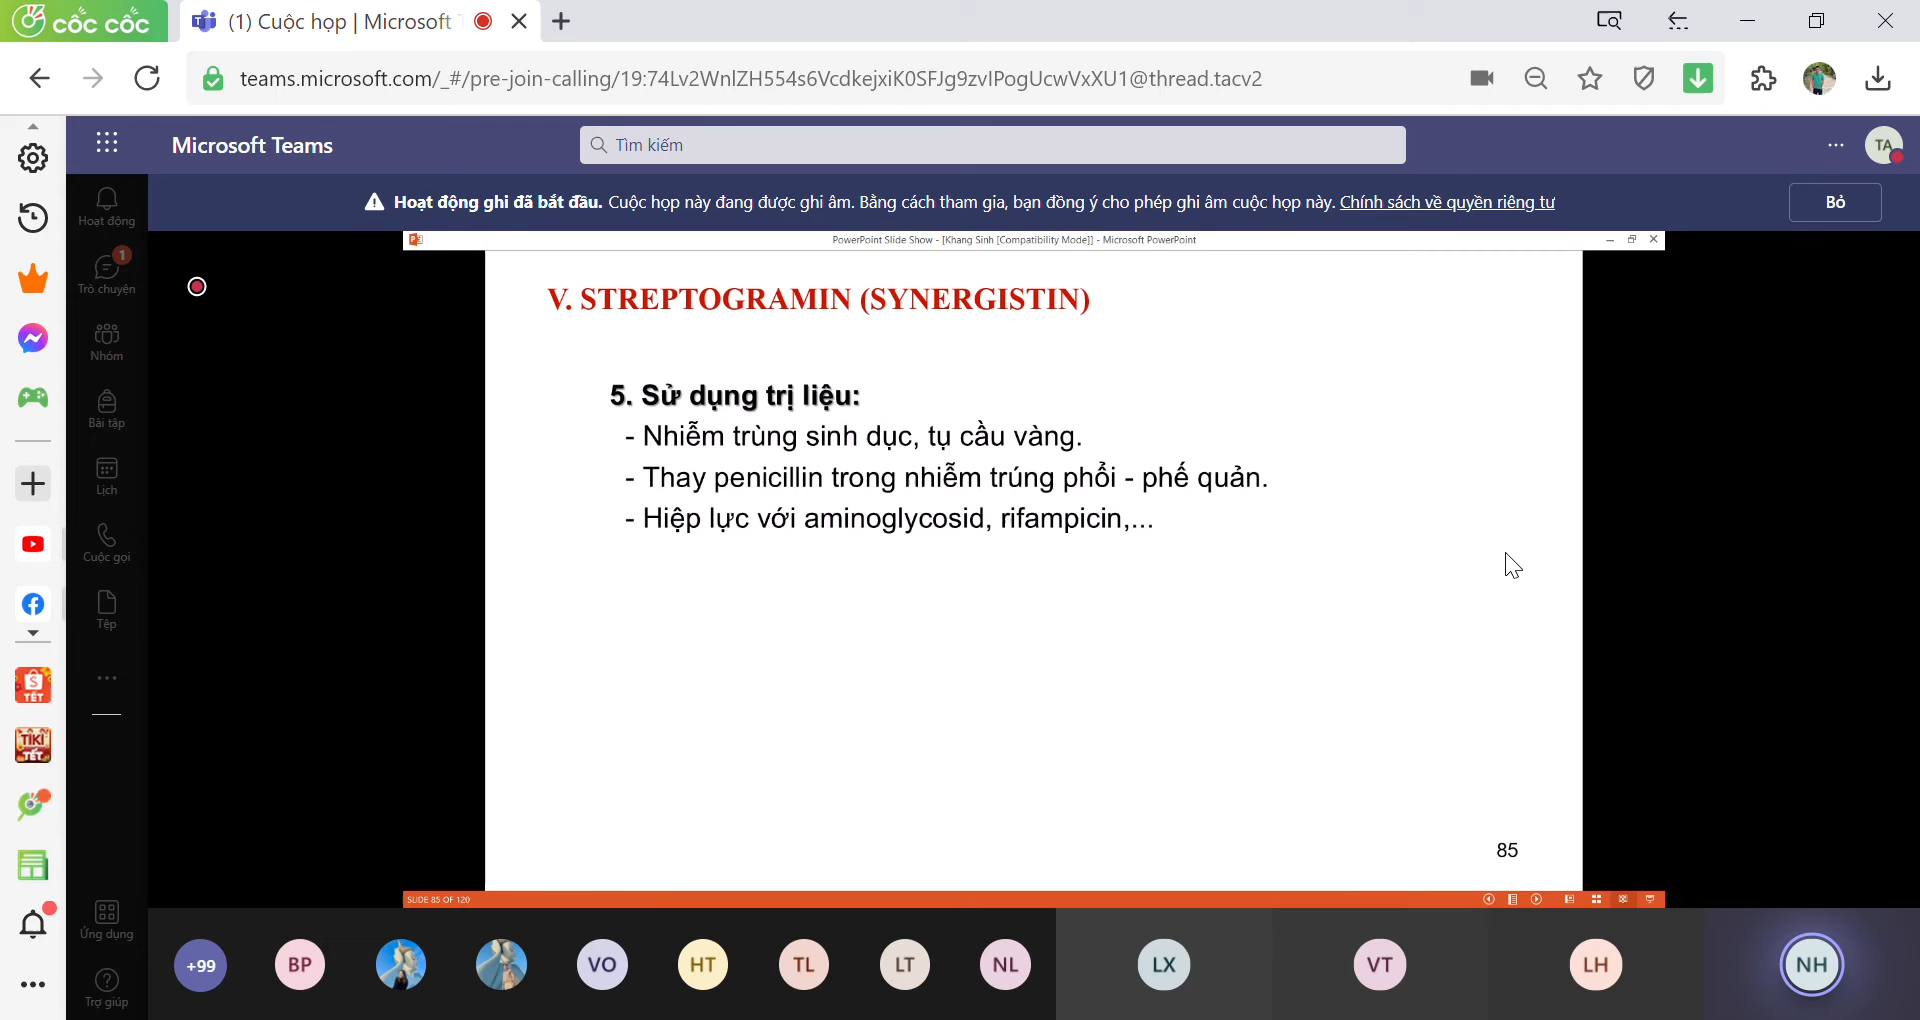 cốc cốc
(1) Cuộc họp | Microsoft
teams.microsoft.com/_#/pre-join-calling/19:74Lv2WnlZH554s6VcdkejxiK0SFJg9zvlPogUcwVxXU1@thread.tacv2
Microsoft Teams
Tìm kiếm
TA
Hoạt động ghi đã bắt đầu. Cuộc họp này đang được ghi âm. Bằng cách tham gia, bạn đồng ý cho phép ghi âm cuộc họp này. Chính sách về quyền riêng tư
Bỏ
Hoạt động
1
Trò chuyện
Nhóm
Bài tập
Lịch
Cuộc gọi
Tệp
Ứng dụng
Trợ giúp
TẾT
TIKI
TẾT
PowerPoint Slide Show - [Khang Sinh [Compatibility Mode]] - Microsoft PowerPoint
V. STREPTOGRAMIN (SYNERGISTIN)
5. Sử dụng trị liệu:
- Nhiễm trùng sinh dục, tụ cầu vàng.
- Thay penicillin trong nhiễm trúng phổi - phế quản.
- Hiệp lực với aminoglycosid, rifampicin,...
85
SLIDE 85 OF 120
+99
BP
VO
HT
TL
LT
NL
LX
VT
LH
NH